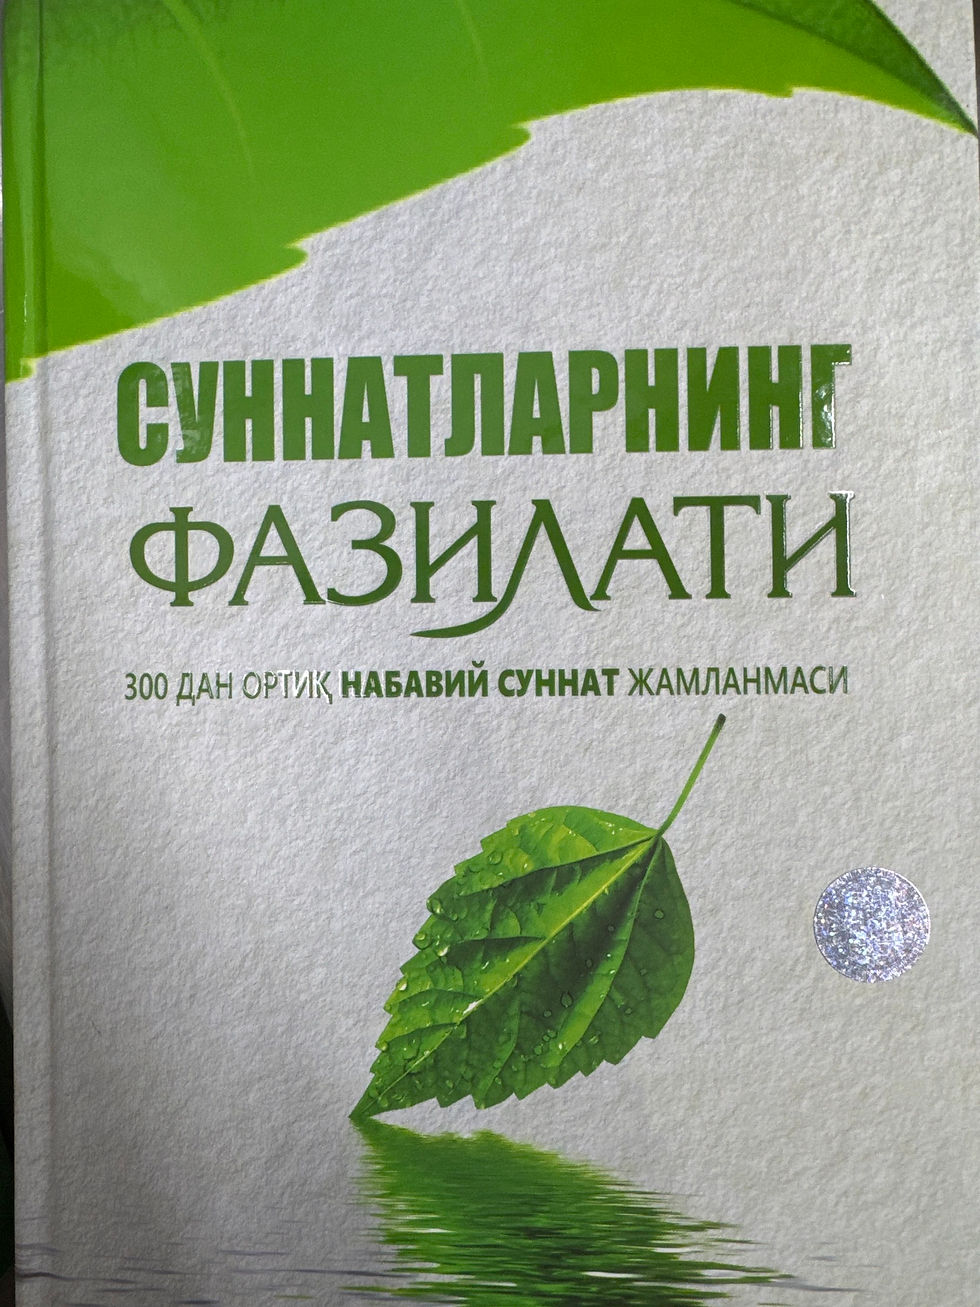 СУННАТЛАРНИНГ
ФАЗИЛАТИ
300 ДАН ОРТИҚ НАБАВИЙ СУННАТ ЖАМЛАНМАСИ